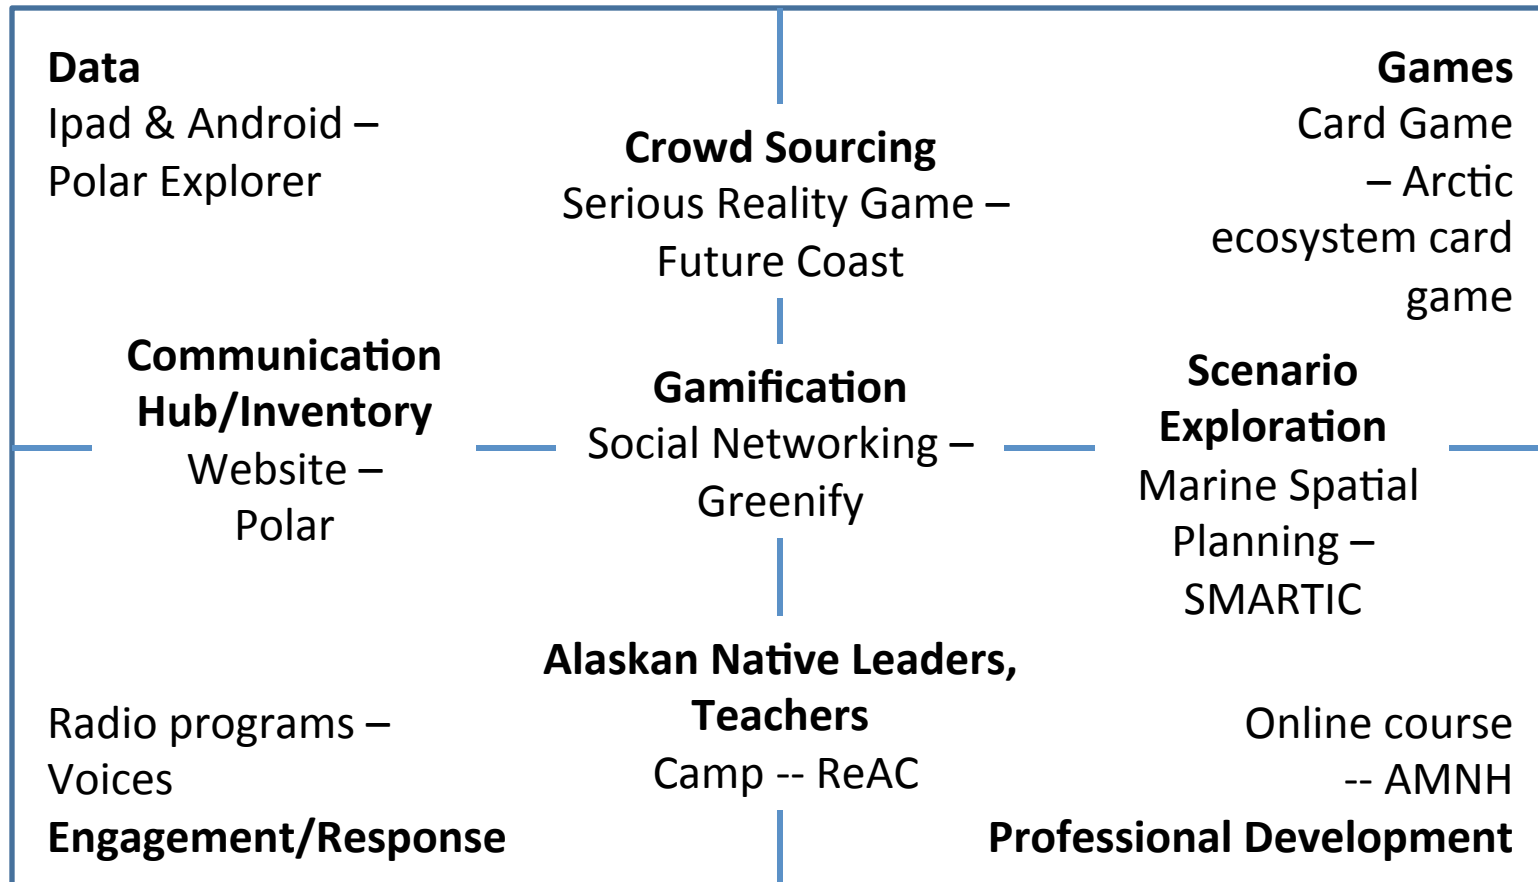 Data
Ipad & Android –
Polar Explorer
Crowd Sourcing
Serious Reality Game –
Future Coast
Games
Card Game
– Arctic
ecosystem card
game
Communication
Hub/Inventory
Website –
Polar
Gamification
Social Networking –
Greenify
Scenario
Exploration
Marine Spatial
Planning –
SMARTIC
Radio programs –
Voices
Engagement/Response
Alaskan Native Leaders,
Teachers
Camp -- ReAC
Online course
-- AMNH
Professional Development